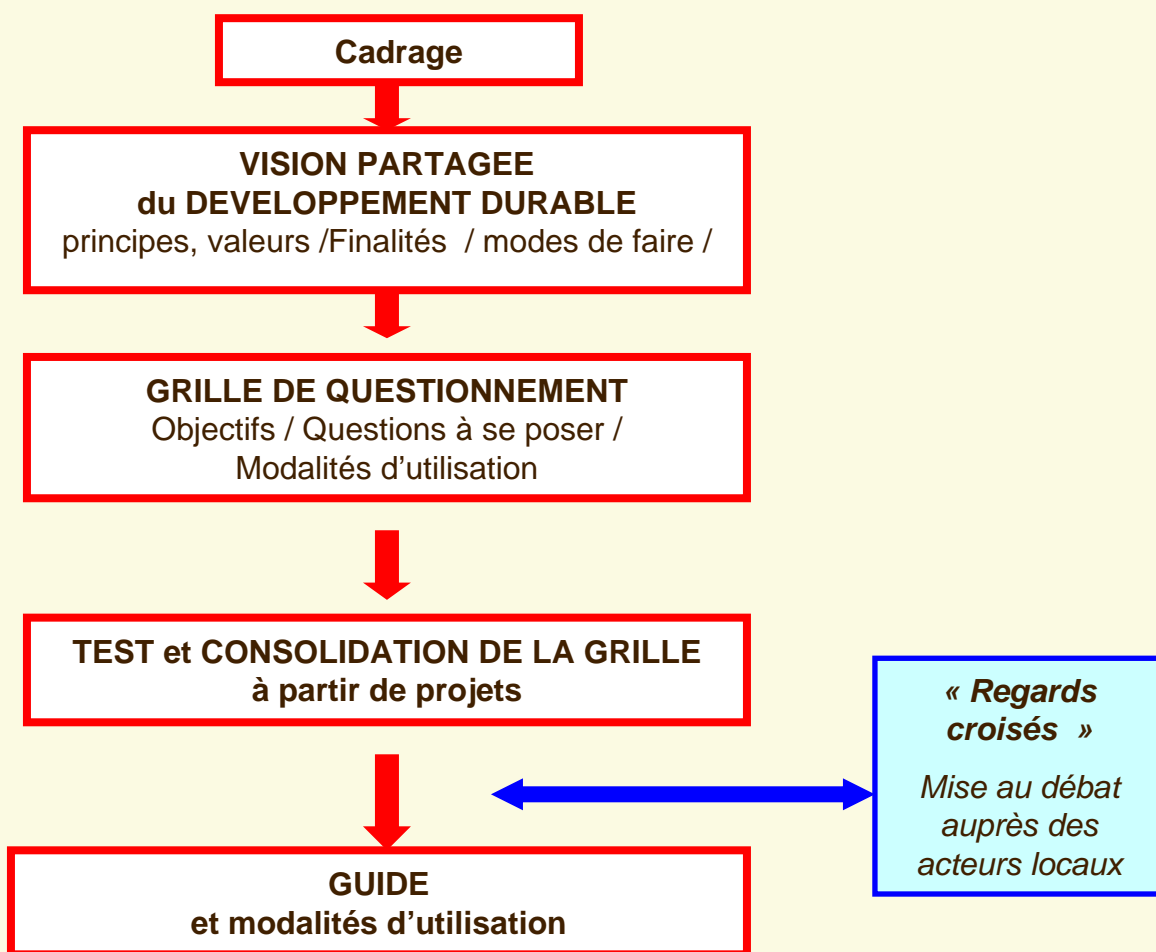 Cadrage
VISION PARTAGEE
du DEVELOPPEMENT DURABLE
principes, valeurs /Finalités / modes de faire /
GRILLE DE QUESTIONNEMENT
Objectifs / Questions à se poser /
Modalités d’utilisation
TEST et CONSOLIDATION DE LA GRILLE
à partir de projets
« Regards
croisés »
Mise au débat
auprès des
acteurs locaux
GUIDE
et modalités d’utilisation